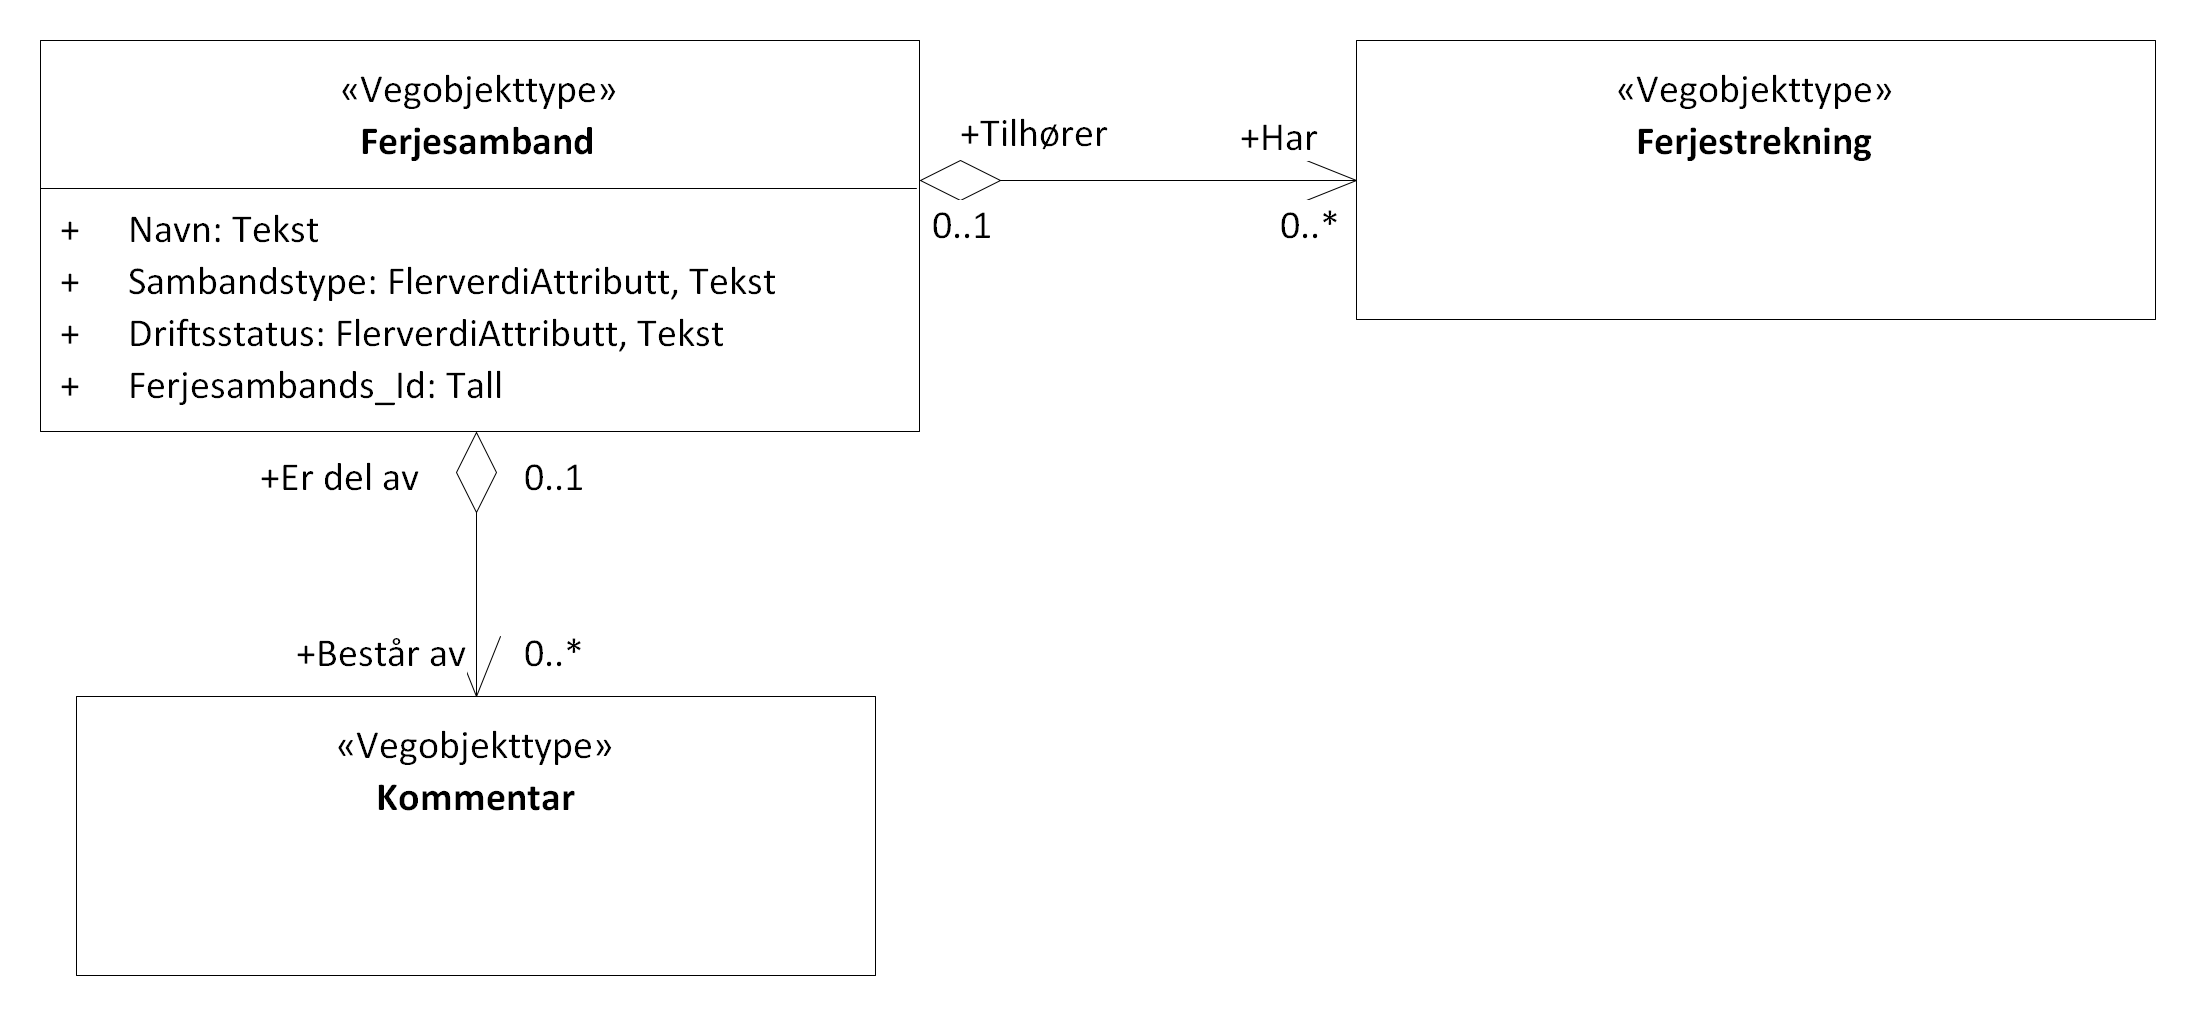 «Vegobjekttype»
Ferjesamband
+ Navn: Tekst
+ Sambandstype: FlerverdiAttributt, Tekst
+ Driftsstatus: FlerverdiAttributt, Tekst
+ Ferjesambands_Id: Tall
+Tilhører
+Har
0..1
0..*
«Vegobjekttype»
Ferjestrekning
+Er del av
0..1
+Består av
0..*
«Vegobjekttype»
Kommentar